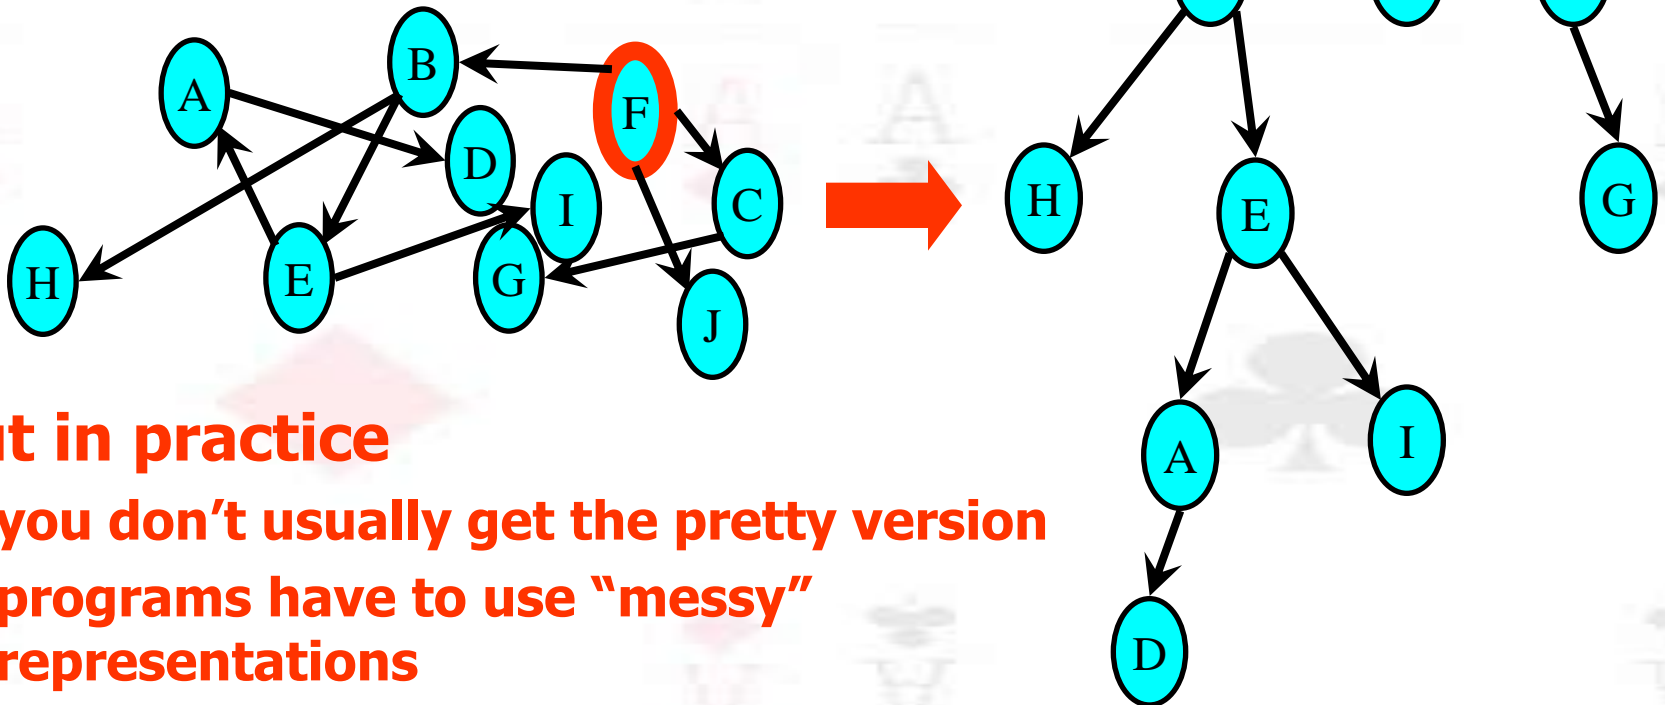 B
A
F
D
I
C
H
E
G
J
H
E
G
A
I
D
ut in practice
you don’t usually get the pretty version
programs have to use “messy”
representations